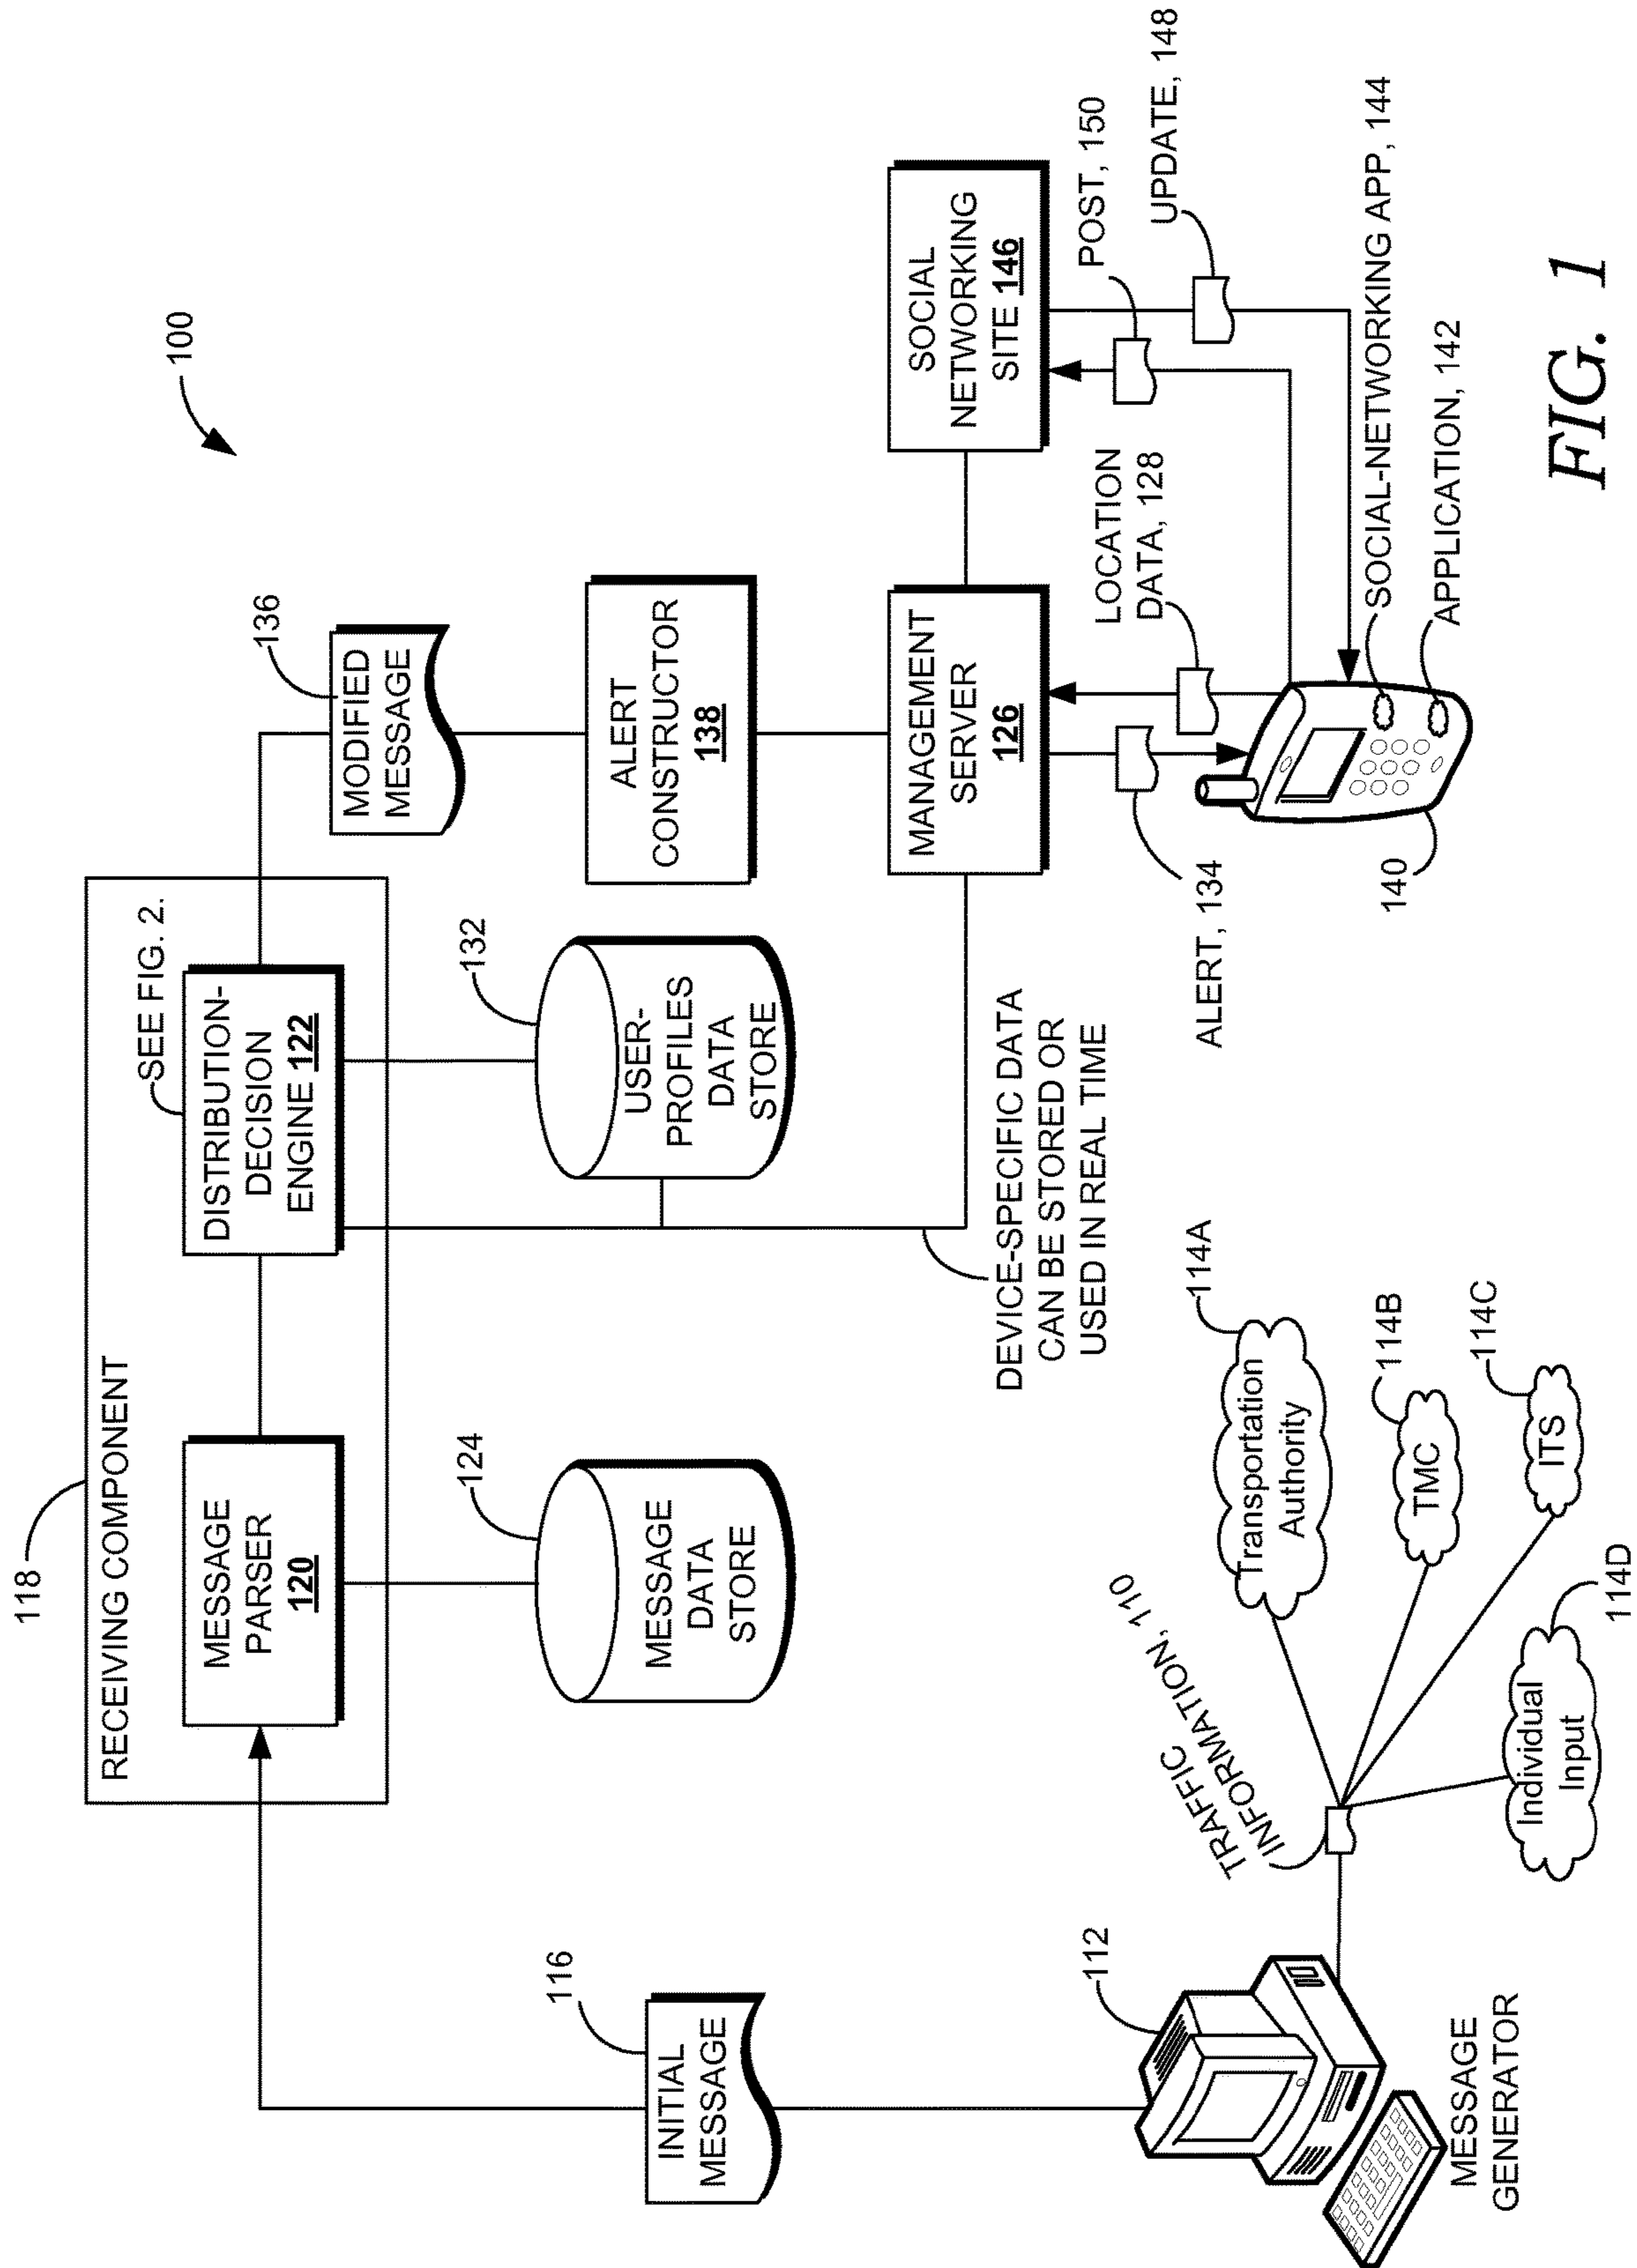 100
118
RECEIVING COMPONENT
MESSAGE
PARSER
120
SEE FIG. 2.
DISTRIBUTION-
DECISION
ENGINE 122
136
MODIFIED
MESSAGE
116
INITIAL
MESSAGE
124
MESSAGE
DATA
STORE
132
USER-
PROFILES
DATA
STORE
ALERT
CONSTRUCTOR
138
MANAGEMENT
SERVER
126
SOCIAL
NETWORKING
SITE 146
DEVICE-SPECIFIC DATA
CAN BE STORED OR
USED IN REAL TIME
LOCATION
DATA, 128
POST, 150
UPDATE, 148
ALERT, 134
140
SOCIAL-NETWORKING APP, 144
APPLICATION, 142
112
MESSAGE
GENERATOR
TRAFFIC
INFORMATION, 110
114A
Transportation
Authority
114B
TMC
114C
ITS
114D
Individual
Input
FIG. 1